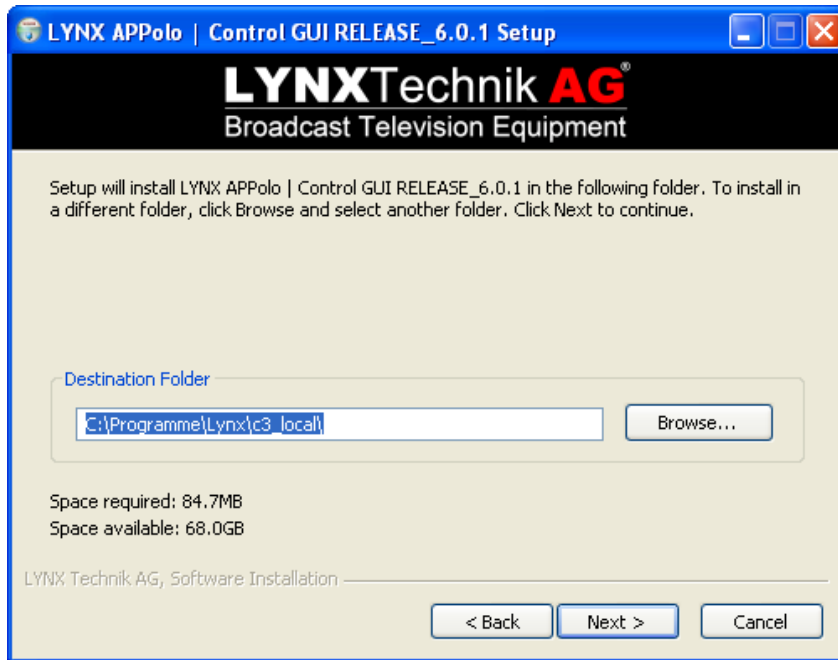 LYNX APPolo | Control GUI RELEASE_6.0.1 Setup
LYNXTechnik AG®
Broadcast Television Equipment
Setup will install LYNX APPolo | Control GUI RELEASE_6.0.1 in the following folder. To install in
a different folder, click Browse and select another folder. Click Next to continue.
Destination Folder
C:\Programme\Lynx\c3_local\
Browse...
Space required: 84.7MB
Space available: 68.0GB
LYNX Technik AG, Software Installation
< Back
Next >
Cancel